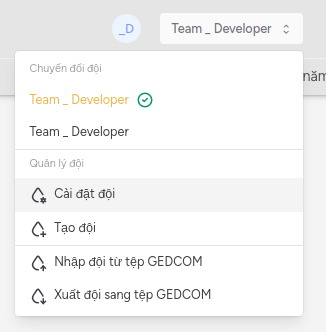 _D
Team _ Developer
Chuyển đổi đội
Team _ Developer
Team _ Developer
năm
Quản lý đội
Cài đặt đội
Tạo đội
Nhập đội từ tệp GEDCOM
Xuất đội sang tệp GEDCOM